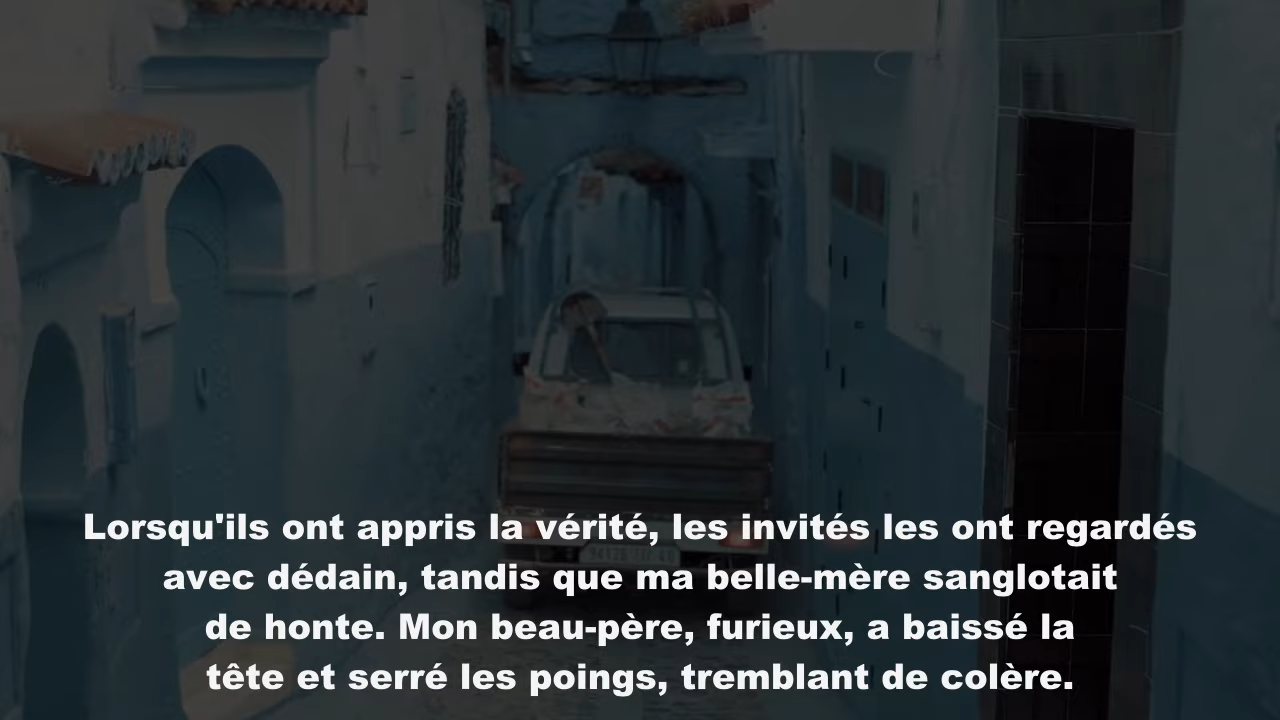 Lorsqu'ils ont appris la vérité, les invités les ont regardés
avec dédain, tandis que ma belle-mère sanglotait
de honte. Mon beau-père, furieux, a baissé la
tête et serré les poings, tremblant de colère.